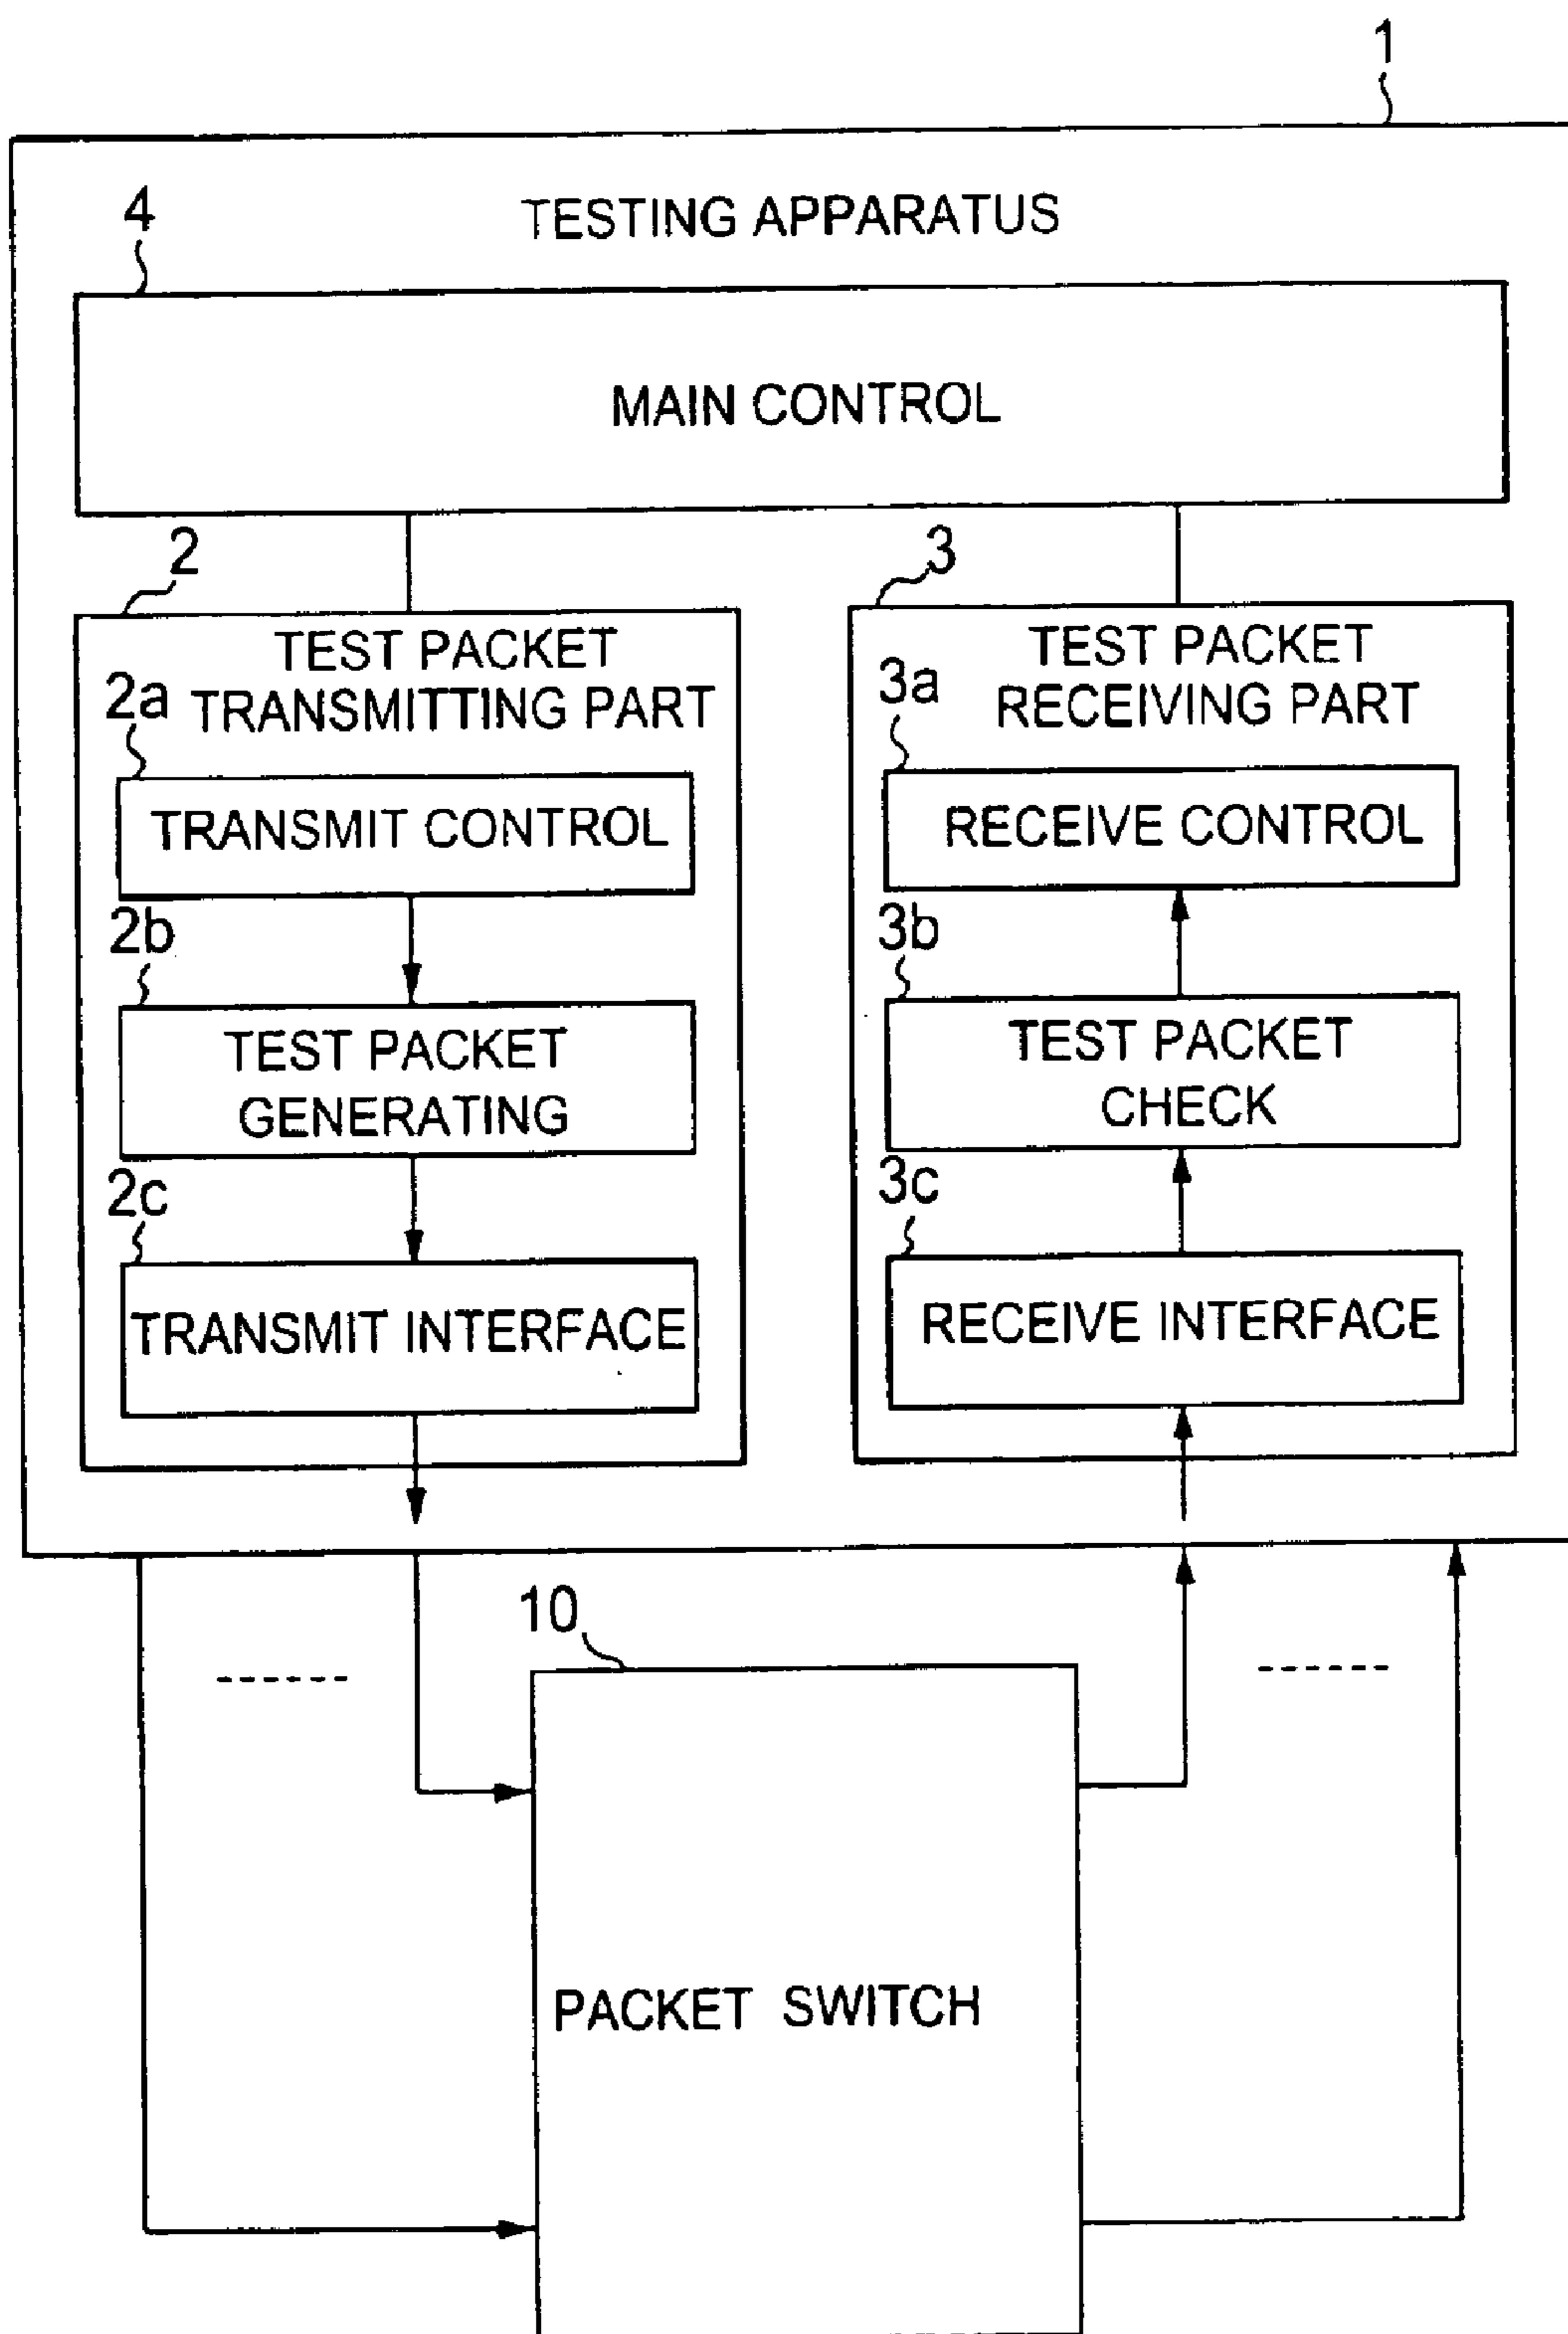 1
TESTING APPARATUS
4
MAIN CONTROL
2
TEST PACKET
TRANSMITTING PART
2a
TRANSMIT CONTROL
2b
TEST PACKET
GENERATING
2c
TRANSMIT INTERFACE
3
TEST PACKET
RECEIVING PART
3a
RECEIVE CONTROL
3b
TEST PACKET
CHECK
3c
RECEIVE INTERFACE
10
PACKET SWITCH